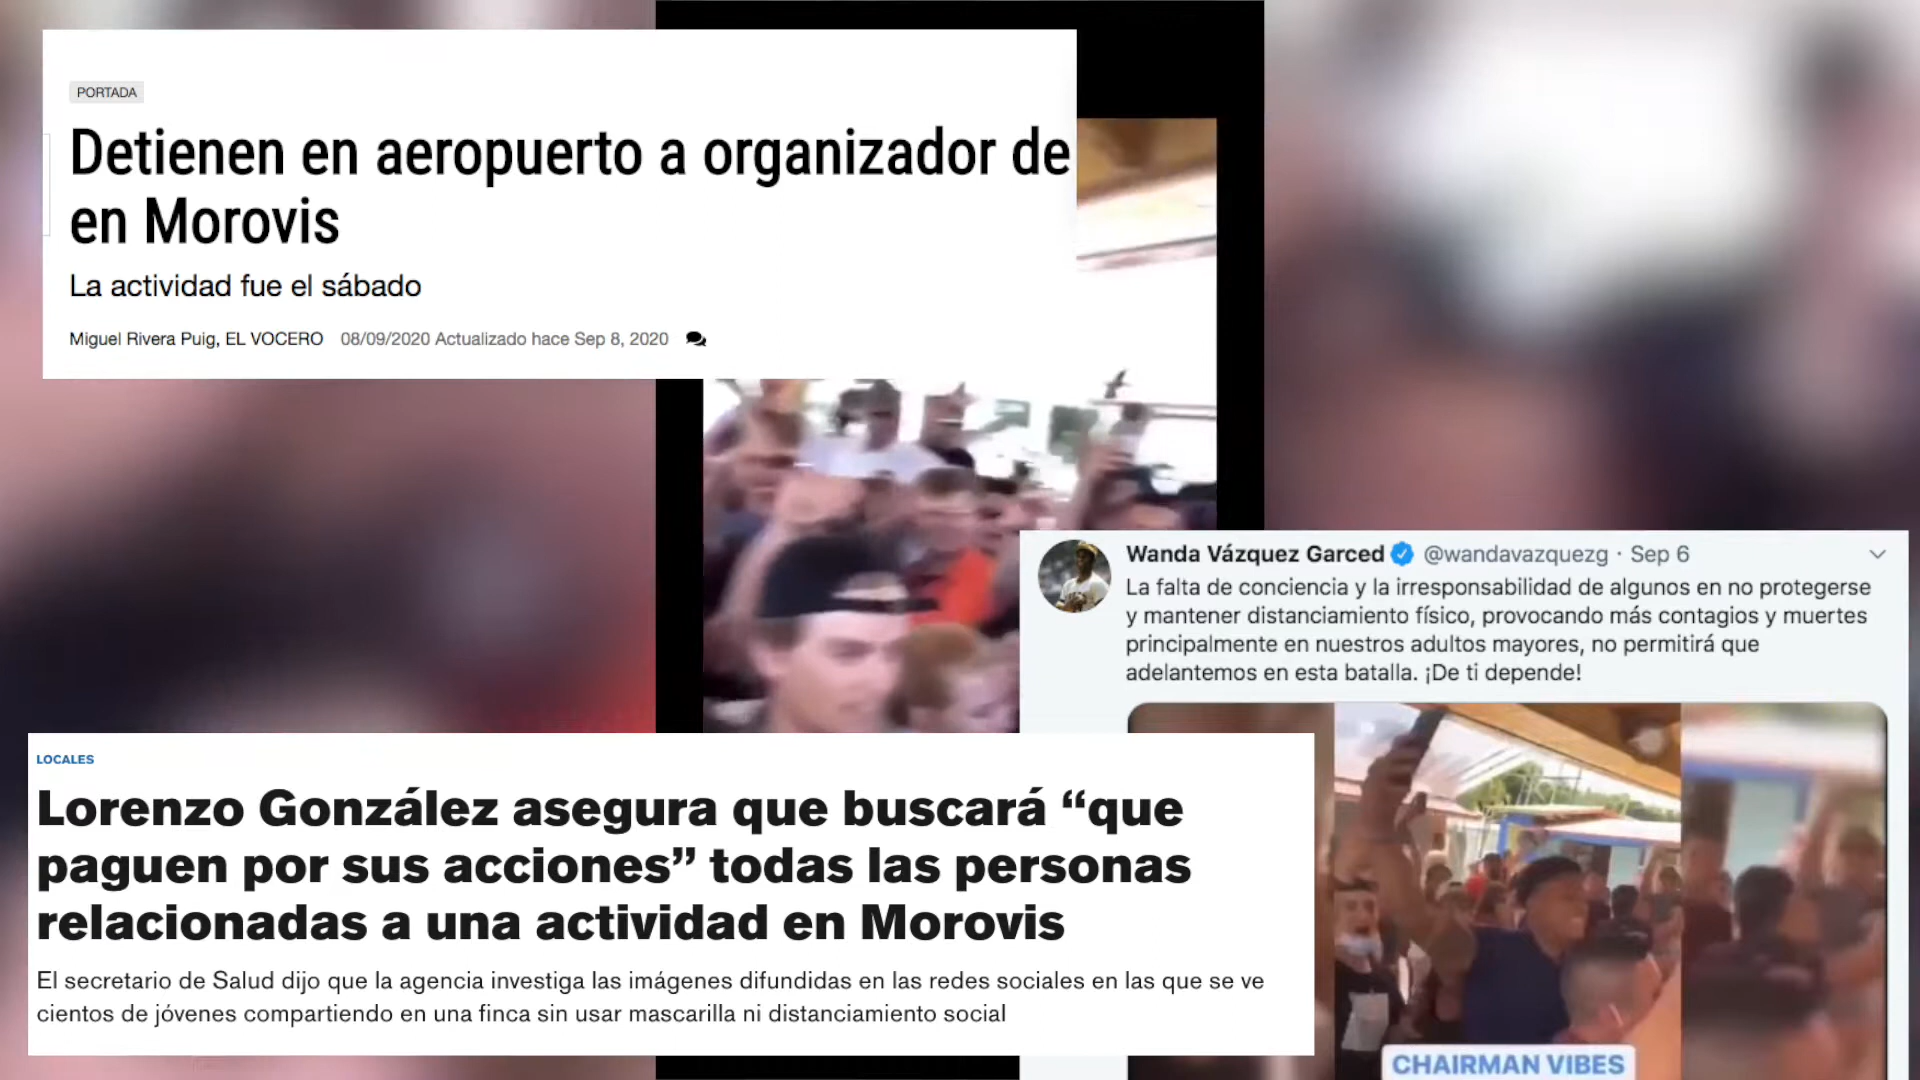 PORTADA
Detienen en aeropuerto a organizador de
en Morovis
La actividad fue el sábado
Miguel Rivera Puig, EL VOCERO 08/09/2020 Actualizado hace Sep 8, 2020
Wanda Vázquez Garced @wandavazquezg · Sep 6
La falta de conciencia y la irresponsabilidad de algunos en no protegerse
y mantener distanciamiento físico, provocando más contagios y muertes
principalmente en nuestros adultos mayores, no permitirá que
adelantemos en esta batalla. ¡De ti depende!
CHAIRMAN VIBES
LOCALES
Lorenzo González asegura que buscará “que
paguen por sus acciones” todas las personas
relacionadas a una actividad en Morovis
El secretario de Salud dijo que la agencia investiga las imágenes difundidas en las redes sociales en las que se ve
cientos de jóvenes compartiendo en una finca sin usar mascarilla ni distanciamiento social